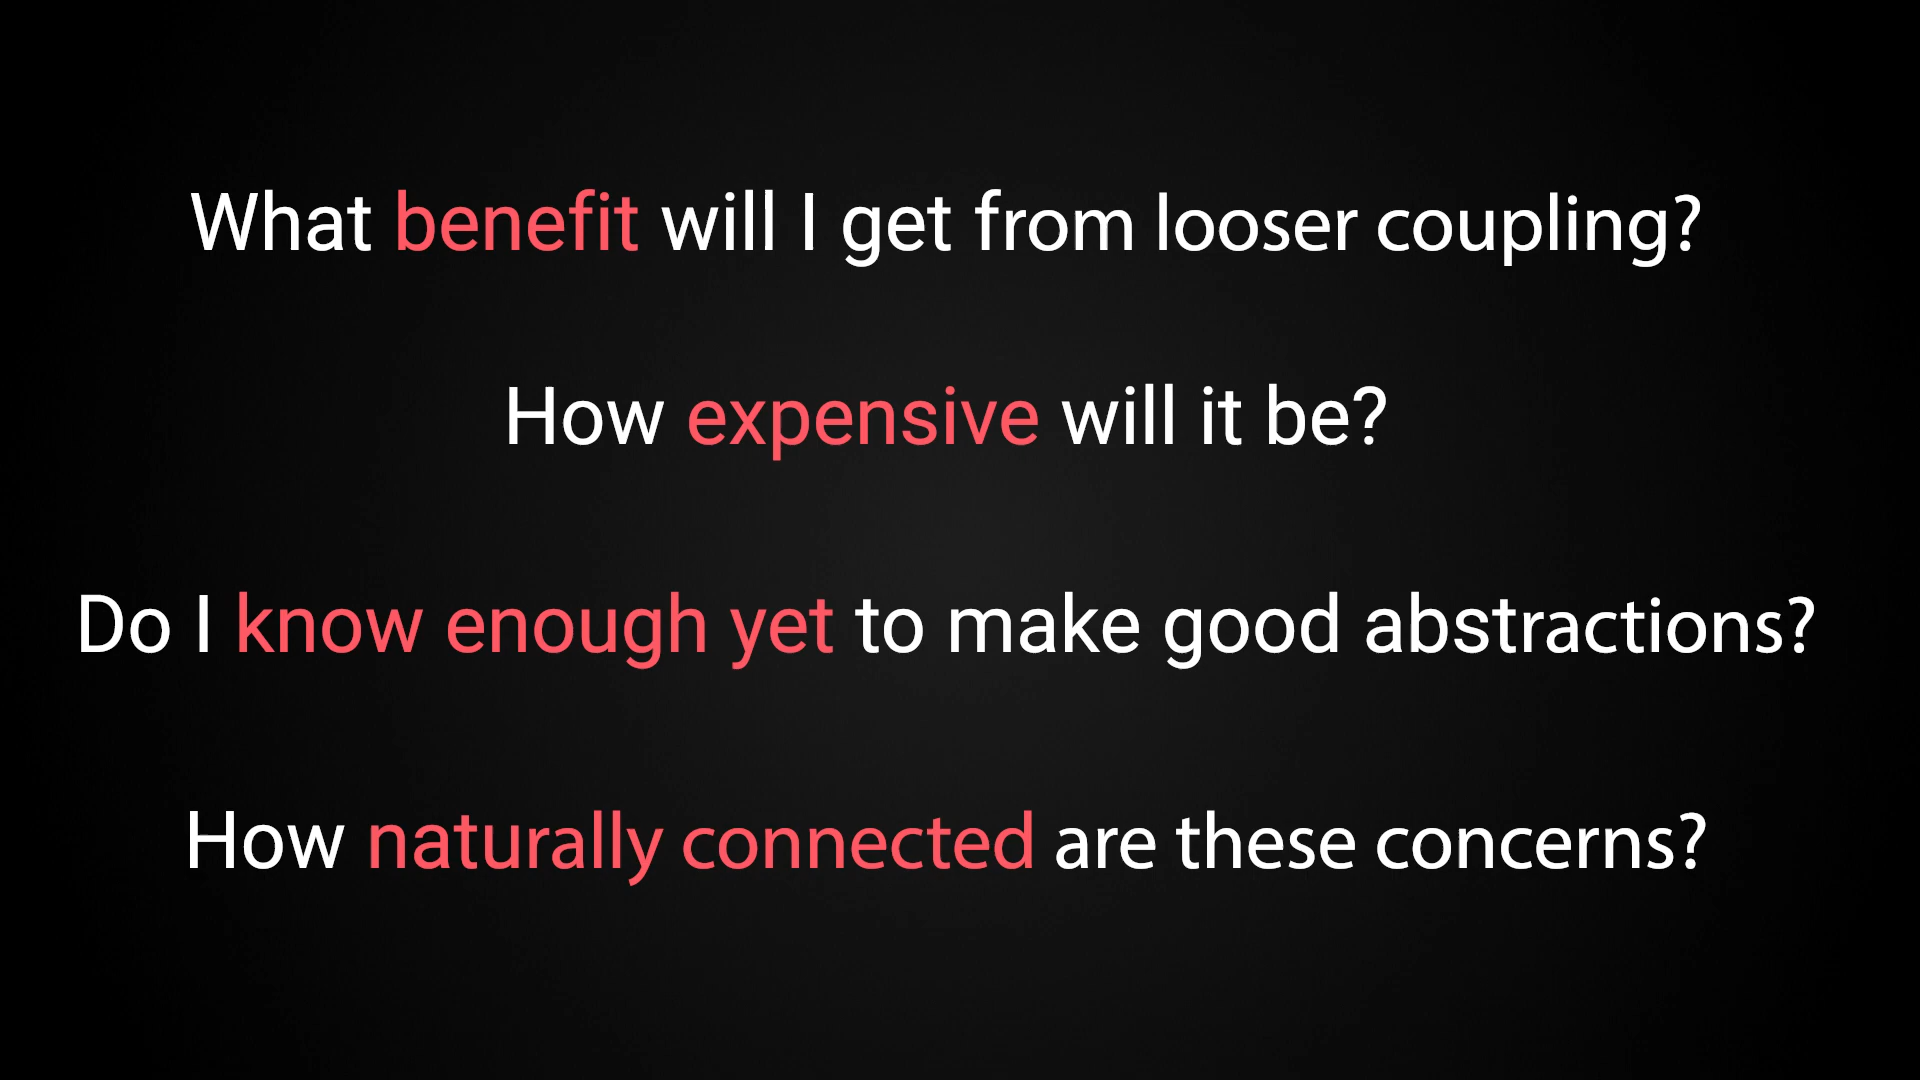 What benefit will I get from looser coupling?
How expensive will it be?
Do I know enough yet to make good abstractions?
How naturally connected are these concerns?